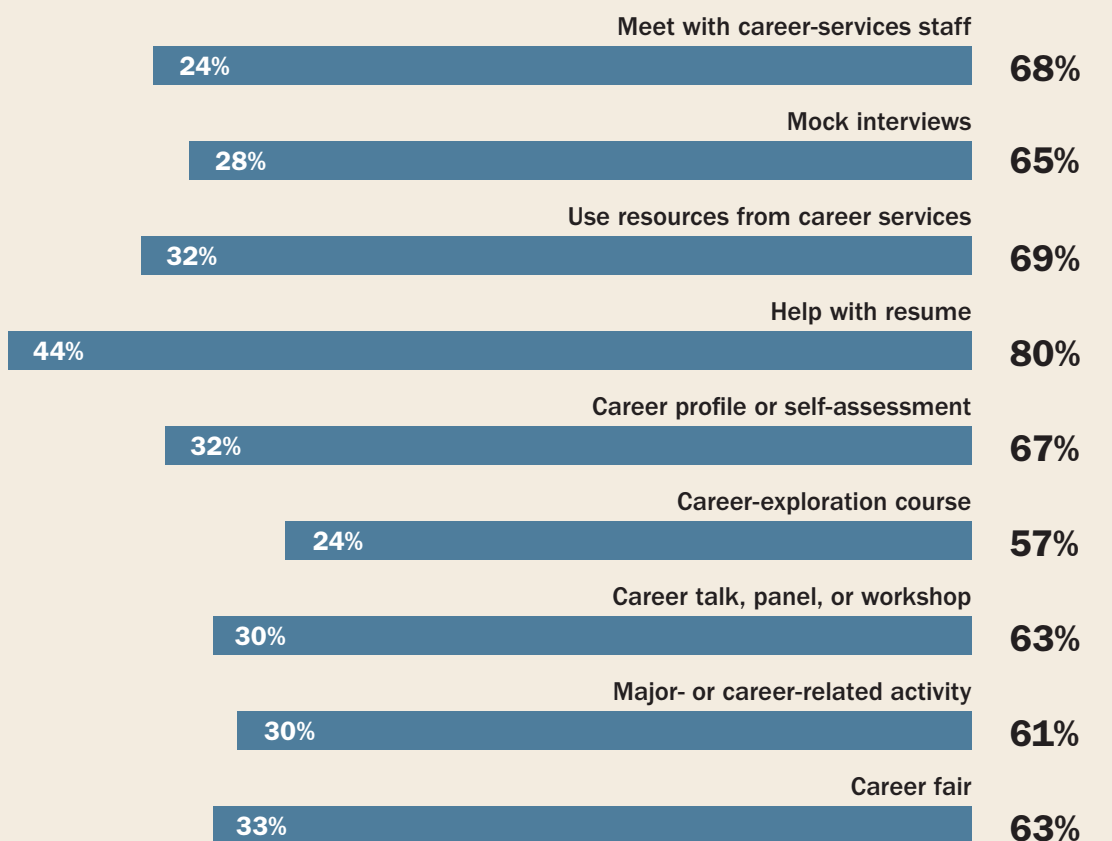 Meet with career-services staff
24% 68%
Mock interviews
28% 65%
Use resources from career services
32% 69%
Help with resume
44% 80%
Career profile or self-assessment
32% 67%
Career-exploration course
24% 57%
Career talk, panel, or workshop
30% 63%
Major- or career-related activity
30% 61%
Career fair
33% 63%